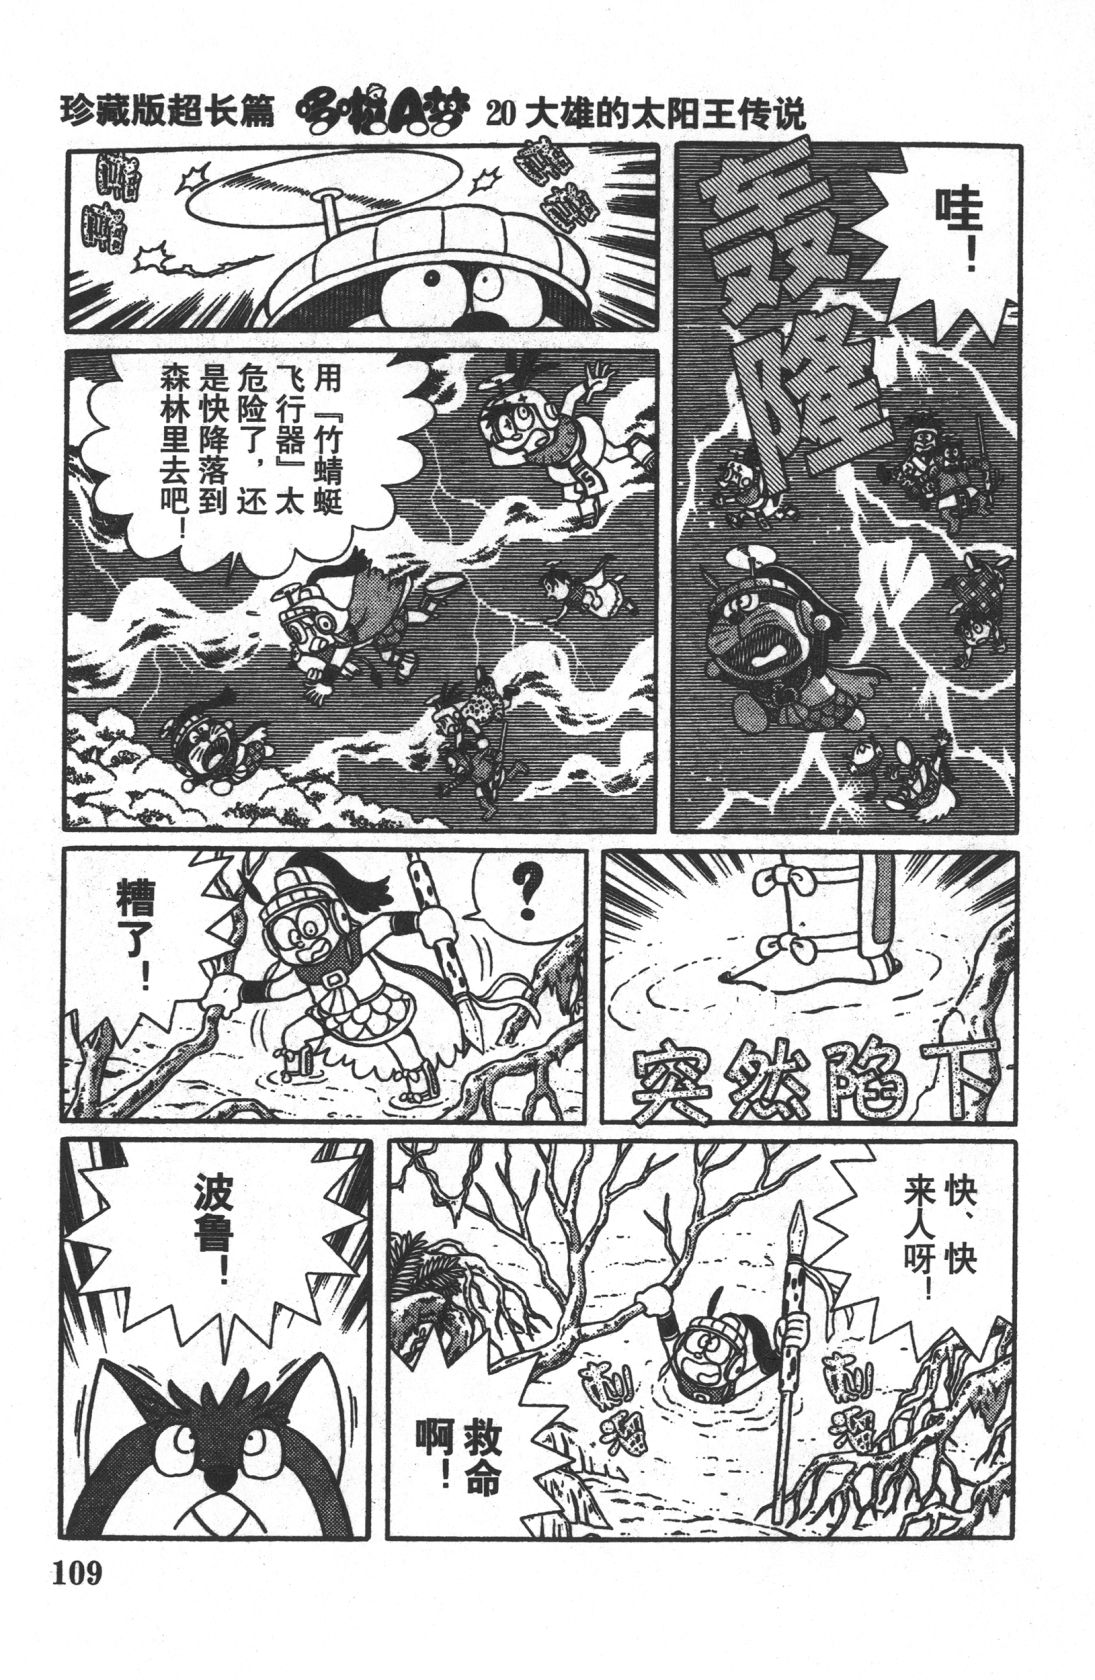 珍藏版超长篇 哆啦A梦 20 大雄的太阳王传说
哇！
轰隆
用『竹蜻蜓
飞行器』太
危险了，还
是快降落到
森林里去吧！
突然陷下
？
糟了！
快、快
来人呀！
救命
啊！
波鲁！
109